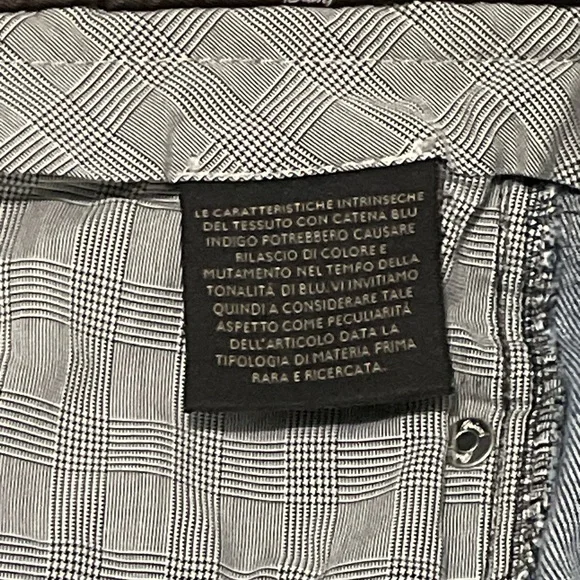 LE CARATTERISTICHE INTRINSECHE
DEL TESSUTO CON CATENA BLU
INDIGO POTREBBERO CAUSARE
RILASCIO DI COLORE E
MUTAMENTO NEL TEMPO DELLA
TONALITÀ DI BLU. VI INVITIAMO
QUINDI A CONSIDERARE TALE
ASPETTO COME PECULIARITÀ
DELL'ARTICOLO DATA LA
TIPOLOGIA DI MATERIA PRIMA
RARA E RICERCATA.